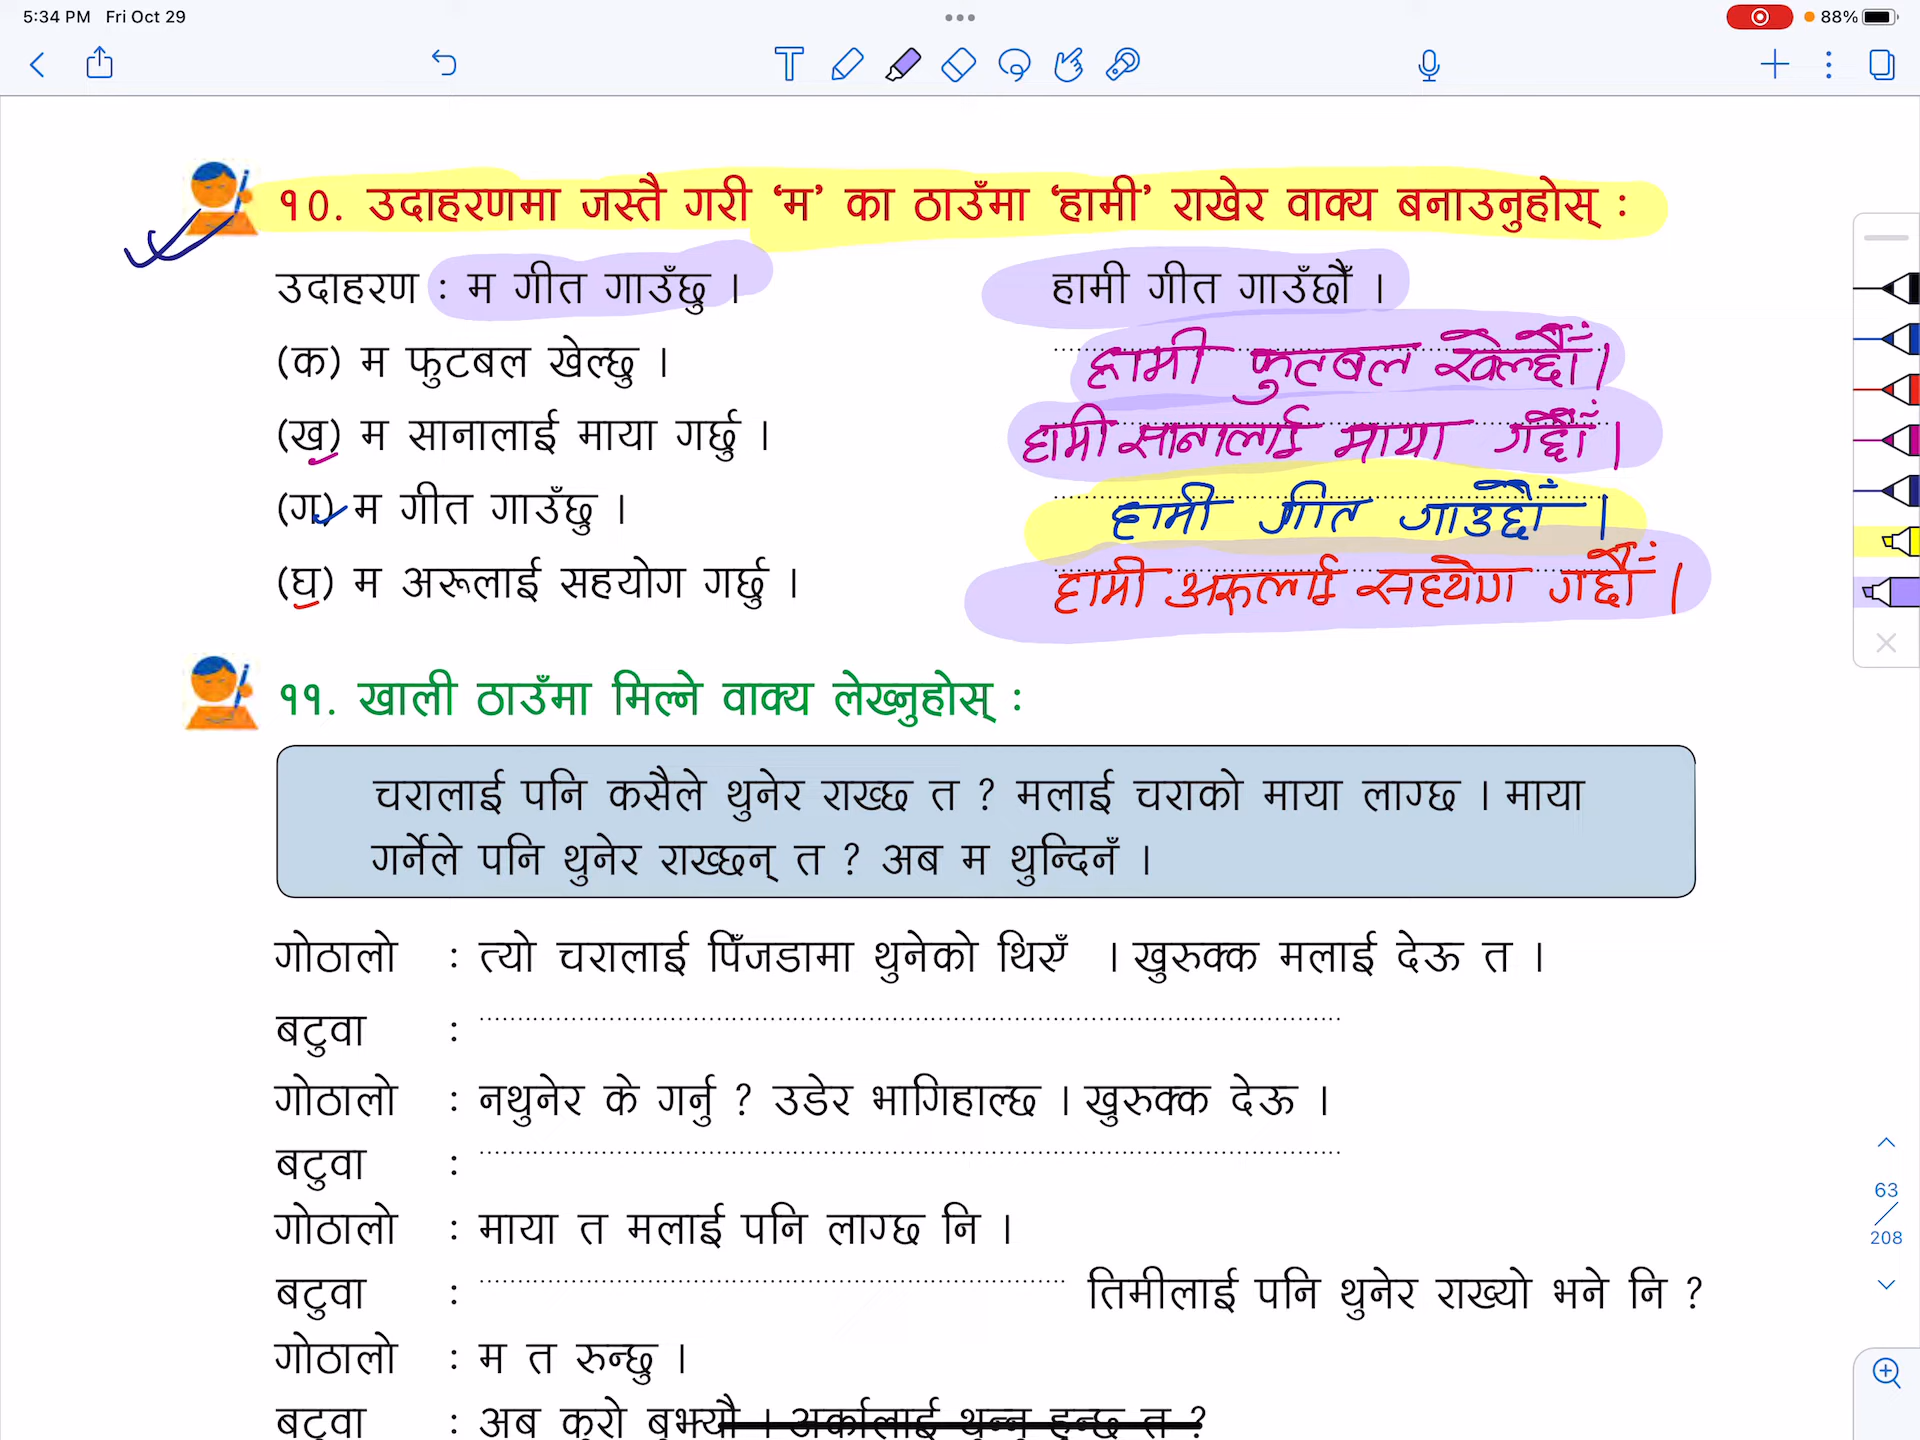 5:34 PM Fri Oct 29
88%
१०. उदाहरणमा जस्तै गरी ‘म’ का ठाउँमा ‘हामी’ राखेर वाक्य बनाउनुहोस् :
उदाहरण : म गीत गाउँछु । हामी गीत गाउँछौँ ।
(क) म फुटबल खेल्छु । हामी फुटबल खेल्छौँ ।
(ख) म सानालाई माया गर्छु । हामी सानालाई माया गर्छौँ ।
(ग) म गीत गाउँछु । हामी गीत गाउछौँ ।
(घ) म अरूलाई सहयोग गर्छु । हामी अरूलाई सहयोग गर्छौँ ।
११. खाली ठाउँमा मिल्ने वाक्य लेख्नुहोस् :
चरालाई पनि कसैले थुनेर राख्छ त ? मलाई चराको माया लाग्छ । माया
गर्नेले पनि थुनेर राख्छन् त ? अब म थुन्दिनँ ।
गोठालो : त्यो चरालाई पिँजडामा थुनेको थिएँ । खुरुक्क मलाई देऊ त ।
बटुवा :
गोठालो : नथुनेर के गर्नु ? उडेर भागिहाल्छ । खुरुक्क देऊ ।
बटुवा :
गोठालो : माया त मलाई पनि लाग्छ नि ।
बटुवा : तिमीलाई पनि थुनेर राख्यो भने नि ?
गोठालो : म त रुन्छु ।
बटुवा : अब कुरो बुझ्यौ । अर्कालाई थुन्नु हुन्छ त ?
63
208